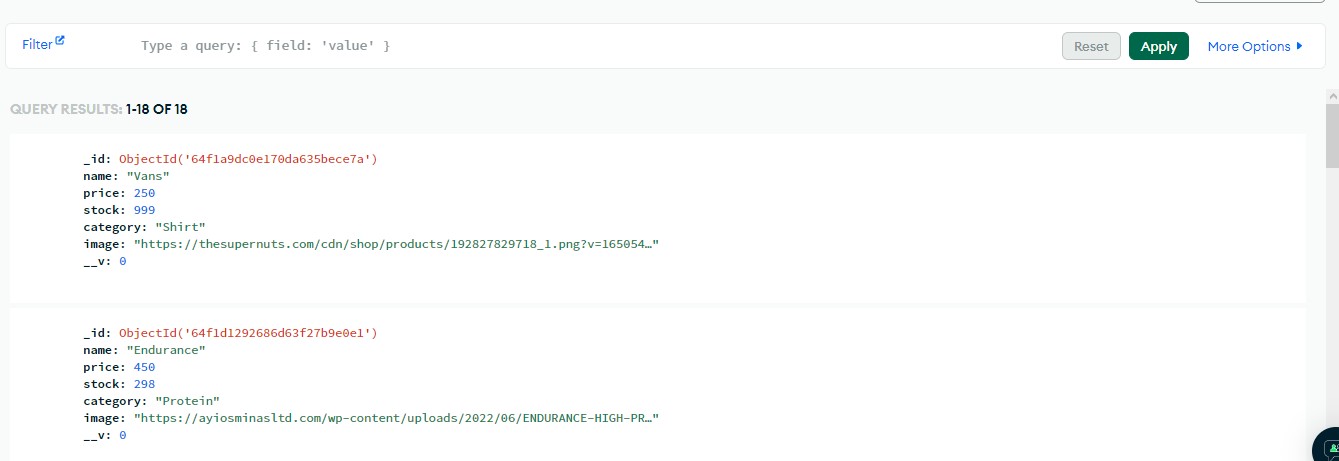 Filter
Type a query: { field: 'value' }
Reset
Apply
More Options
QUERY RESULTS: 1-18 OF 18
_id: ObjectId('64f1a9dc0e170da635bece7a')
name: "Vans"
price: 250
stock: 999
category: "Shirt"
image: "https://thesupernuts.com/cdn/shop/products/192827829718_1.png?v=165054…"
__v: 0
_id: ObjectId('64f1d1292686d63f27b9e0e1')
name: "Endurance"
price: 450
stock: 298
category: "Protein"
image: "https://ayiosminasltd.com/wp-content/uploads/2022/06/ENDURANCE-HIGH-PR…"
__v: 0